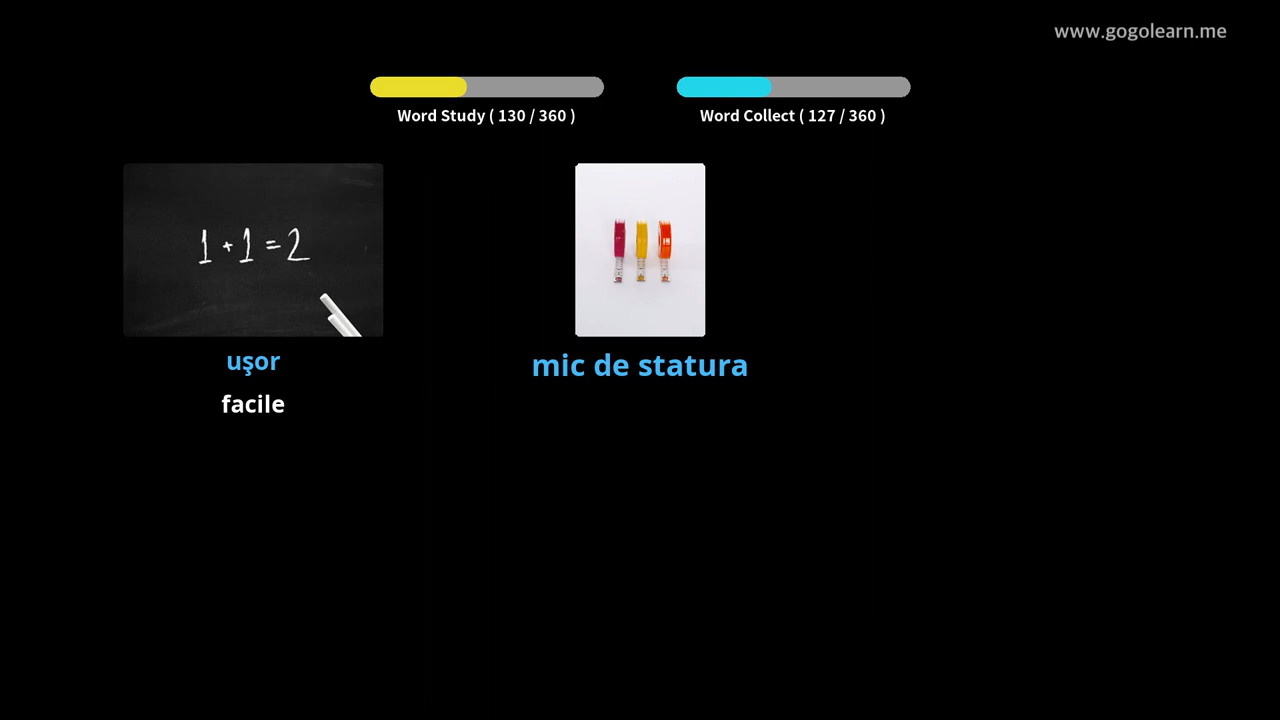 www.gogolearn.me
Word Study ( 130 / 360 )
Word Collect ( 127 / 360 )
1 + 1 = 2
uşor
mic de statura
facile